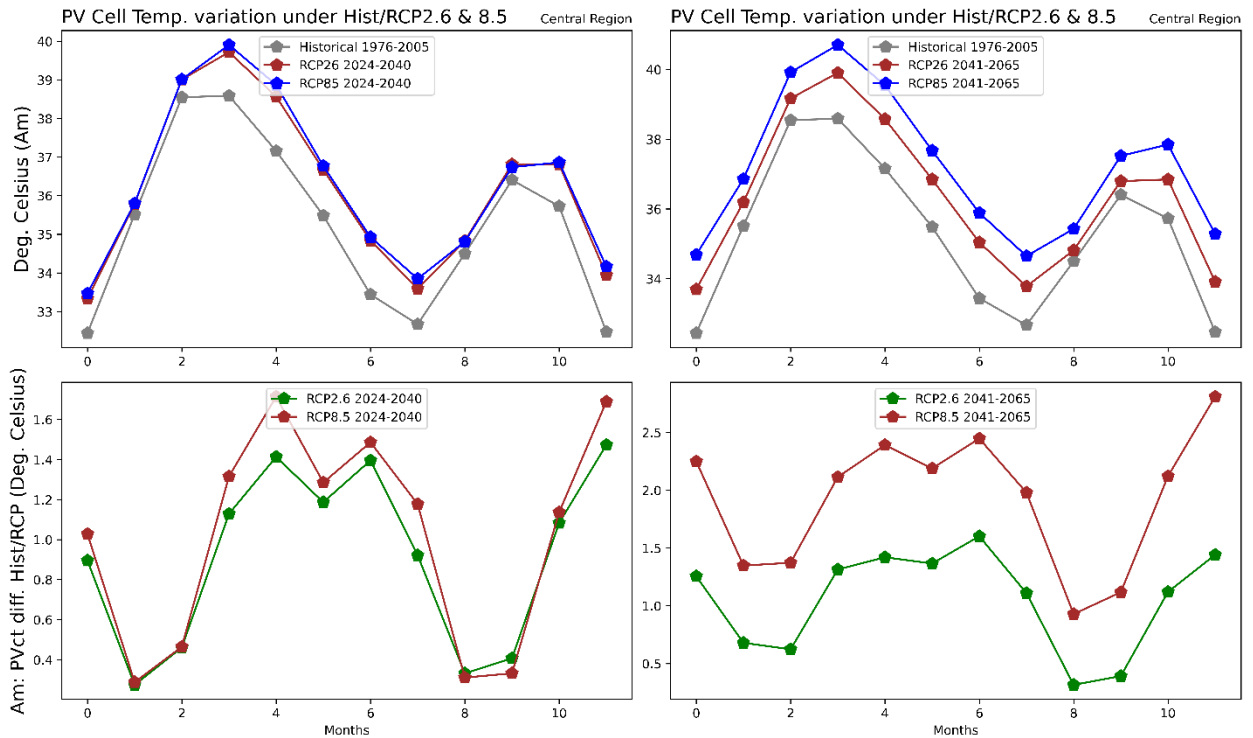 PV Cell Temp. variation under Hist/RCP2.6 & 8.5 Central Region
Deg. Celsius (Am)
40
39
38
37
36
35
34
33
0 2 4 6 8 10
Historical 1976-2005
RCP26 2024-2040
RCP85 2024-2040
PV Cell Temp. variation under Hist/RCP2.6 & 8.5 Central Region
40
38
36
34
0 2 4 6 8 10
Historical 1976-2005
RCP26 2041-2065
RCP85 2041-2065
Am: PVct diff. Hist/RCP (Deg. Celsius)
1.6
1.4
1.2
1.0
0.8
0.6
0.4
0 2 4 6 8 10
Months
RCP2.6 2024-2040
RCP8.5 2024-2040
2.5
2.0
1.5
1.0
0.5
0 2 4 6 8 10
Months
RCP2.6 2041-2065
RCP8.5 2041-2065